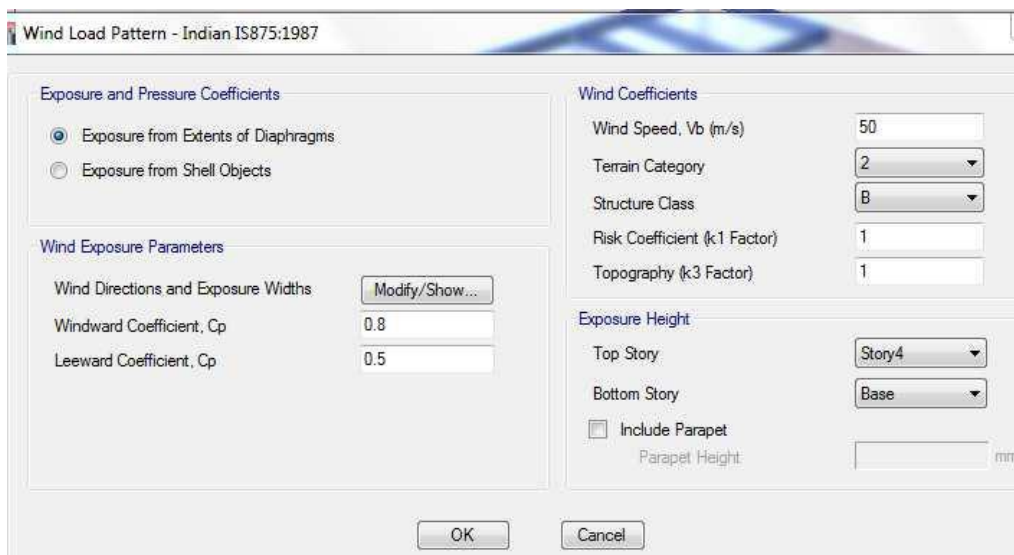 Wind Load Pattern - Indian IS875:1987
Exposure and Pressure Coefficients
Exposure from Extents of Diaphragms
Exposure from Shell Objects
Wind Exposure Parameters
Wind Directions and Exposure Widths Modify/Show...
Windward Coefficient, Cp 0.8
Leeward Coefficient, Cp 0.5
Wind Coefficients
Wind Speed, Vb (m/s) 50
Terrain Category 2
Structure Class B
Risk Coefficient (k1 Factor) 1
Topography (k3 Factor) 1
Exposure Height
Top Story Story4
Bottom Story Base
Include Parapet
Parapet Height mm
OK Cancel